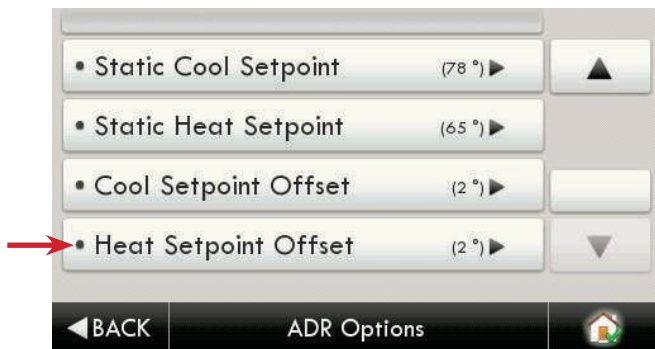 • Static Cool Setpoint (78 °) ▶
• Static Heat Setpoint (65 °) ▶
• Cool Setpoint Offset (2 °) ▶
• Heat Setpoint Offset (2 °) ▶
◀BACK ADR Options